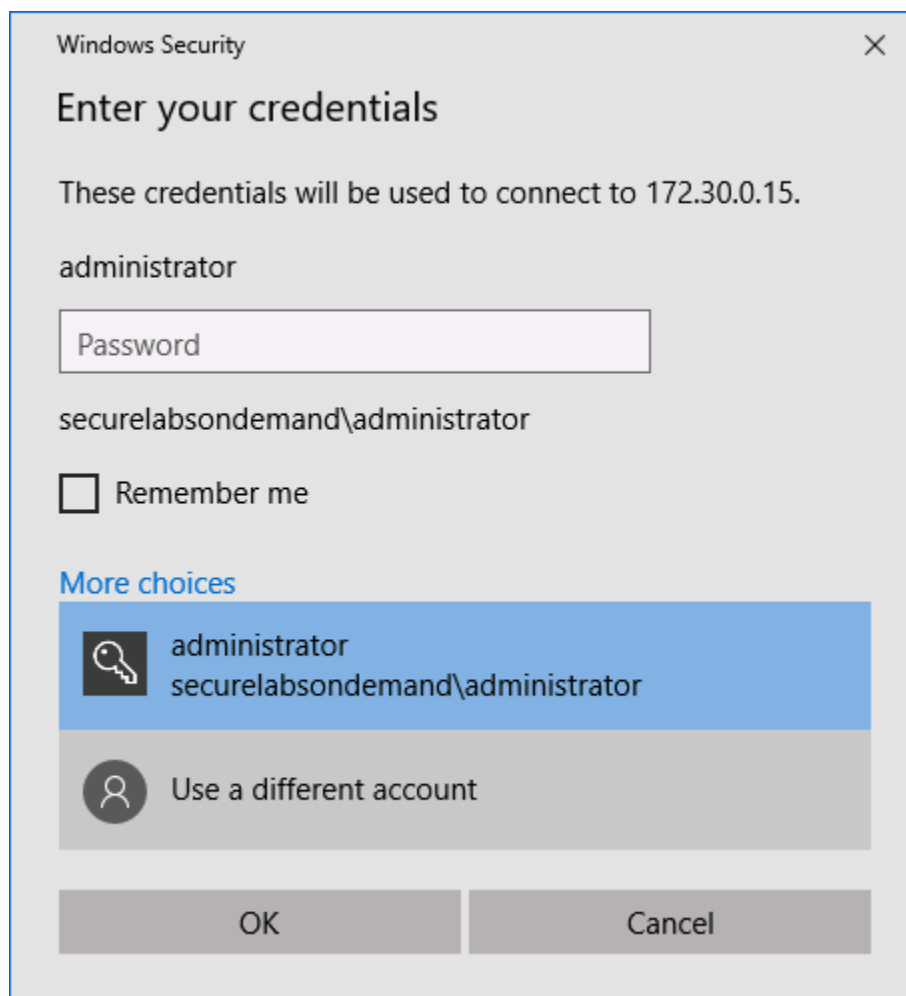 Windows Security
Enter your credentials
These credentials will be used to connect to 172.30.0.15.
administrator
Password
securelabsondemand\administrator
Remember me
More choices
administrator
securelabsondemand\administrator
Use a different account
OK
Cancel